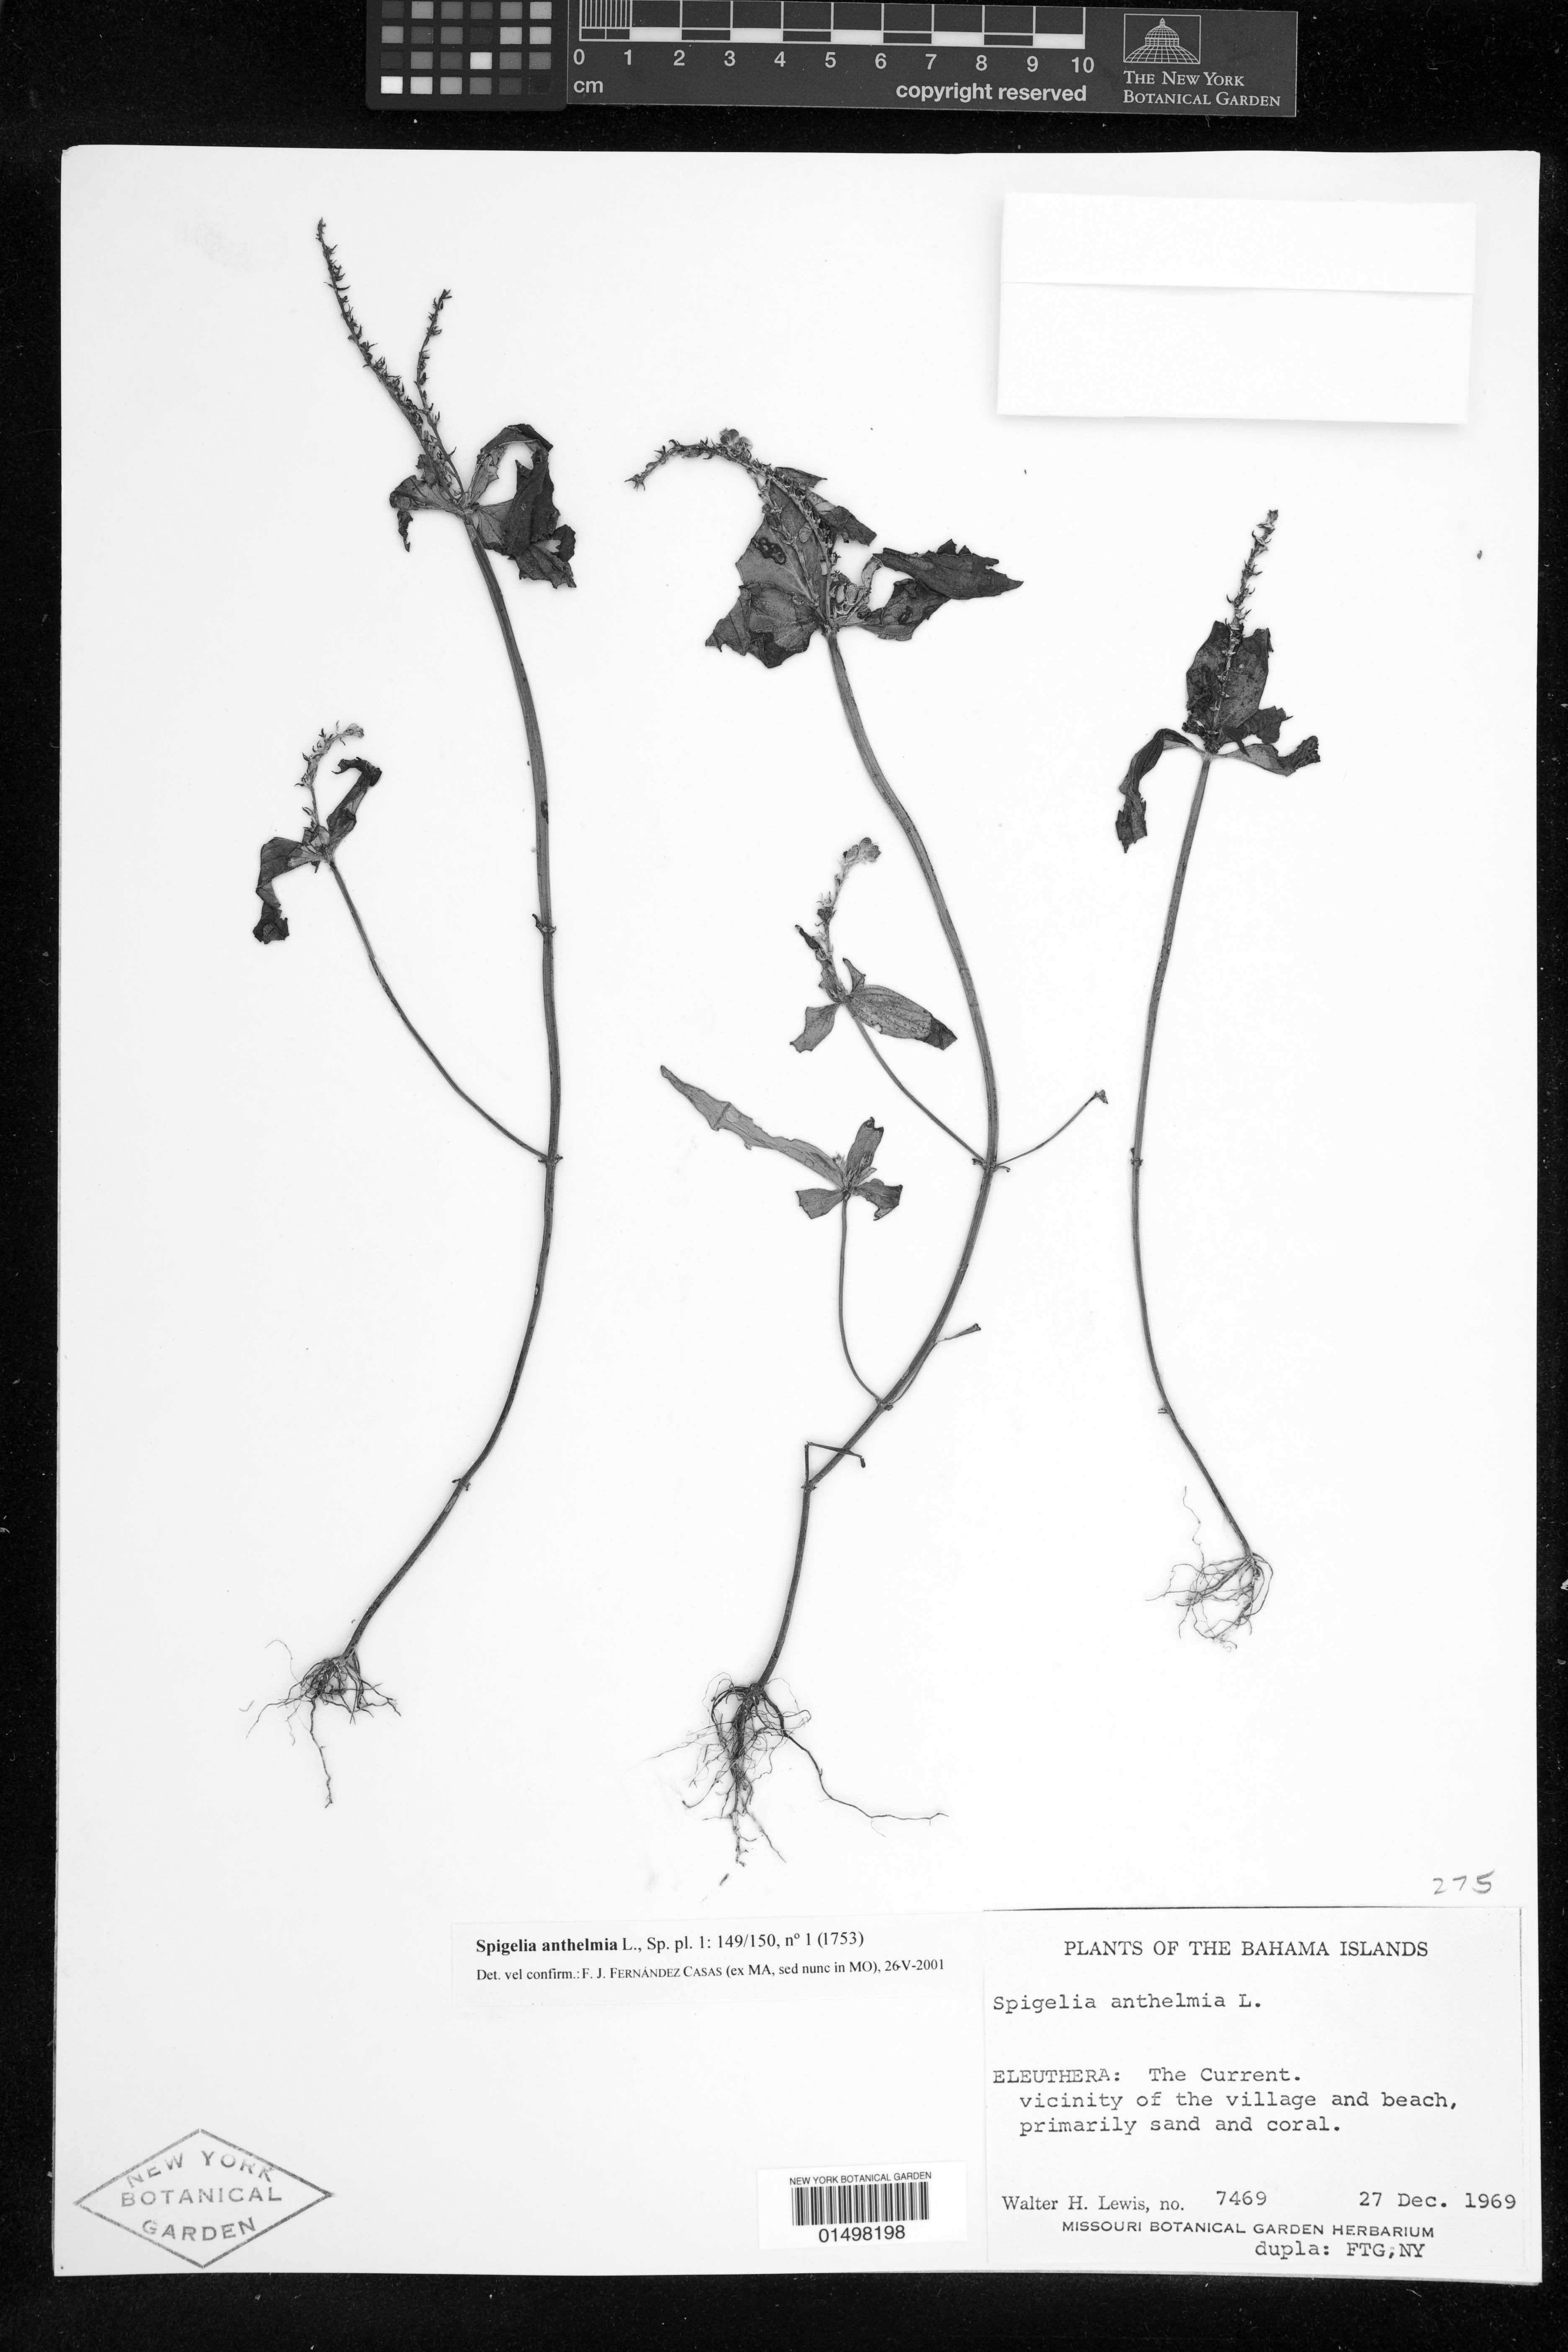 0 1 2 3 4 5 6 7 8 9 10
cm
copyright reserved
THE NEW YORK
BOTANICAL GARDEN
275
Spigelia anthelmia L., Sp. pl. 1: 149/150, nº 1 (1753)
Det. vel confirm.: F. J. FERNÁNDEZ CASAS (ex MA, sed nunc in MO), 26-V-2001
PLANTS OF THE BAHAMA ISLANDS
Spigelia anthelmia L.
ELEUTHERA: The Current.
vicinity of the village and beach,
primarily sand and coral.
Walter H. Lewis, no. 7469 27 Dec. 1969
MISSOURI BOTANICAL GARDEN HERBARIUM
dupla: FTG, NY
NEW YORK BOTANICAL GARDEN
01498198
NEW YORK
BOTANICAL
GARDEN